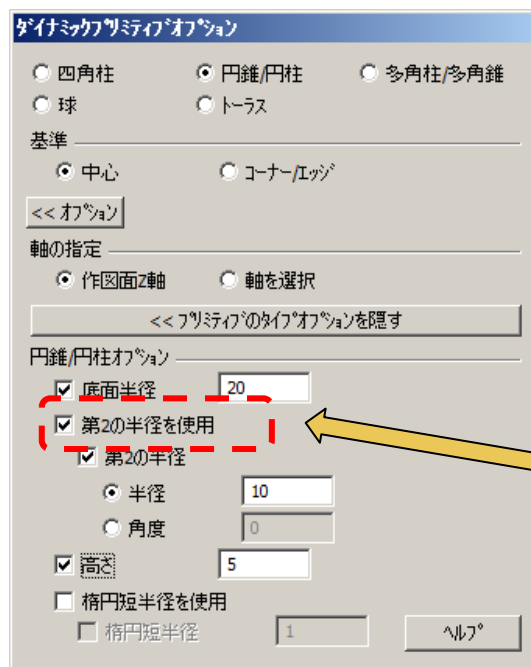 ﾀﾞｲﾅﾐｯｸﾌﾟﾘﾐﾃｨﾌﾞｵﾌﾟｼｮﾝ
四角柱 円錐/円柱 多角柱/多角錐
球 ﾄｰﾗｽ
基準
中心 ｺｰﾅｰ/ｴｯｼﾞ
<< ｵﾌﾟｼｮﾝ
軸の指定
作図面Z軸 軸を選択
<< ﾌﾟﾘﾐﾃｨﾌﾞのﾀｲﾌﾟｵﾌﾟｼｮﾝを隠す
円錐/円柱ｵﾌﾟｼｮﾝ
底面半径 20
第2の半径を使用
第2の半径
半径 10
角度 0
高さ 5
楕円短半径を使用
楕円短半径 1 ﾍﾙﾌﾟ